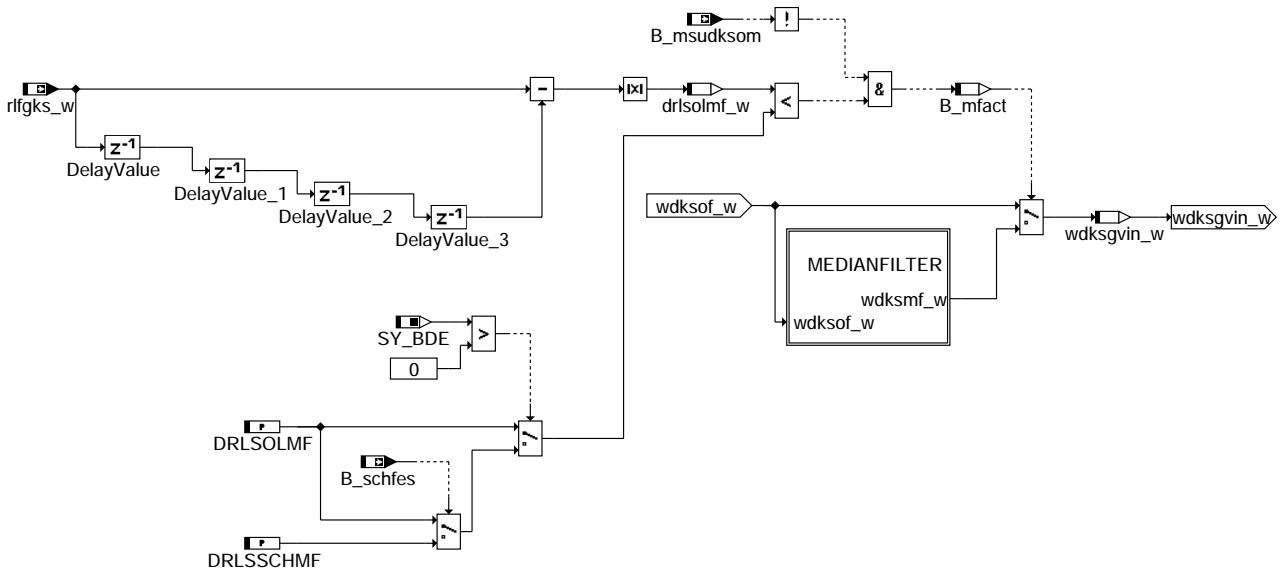 B_msudksom
!
rlfgks_w
-
|x|
drlsolmf_w
<
&
B_mfact
z-1
DelayValue
z-1
DelayValue_1
z-1
DelayValue_2
z-1
DelayValue_3
wdksof_w
wdksgvin_w
wdksgvin_w
MEDIANFILTER
wdksmf_w
wdksof_w
SY_BDE
>
0
P
DRLSOLMF
B_schfes
P
DRLSSCHMF